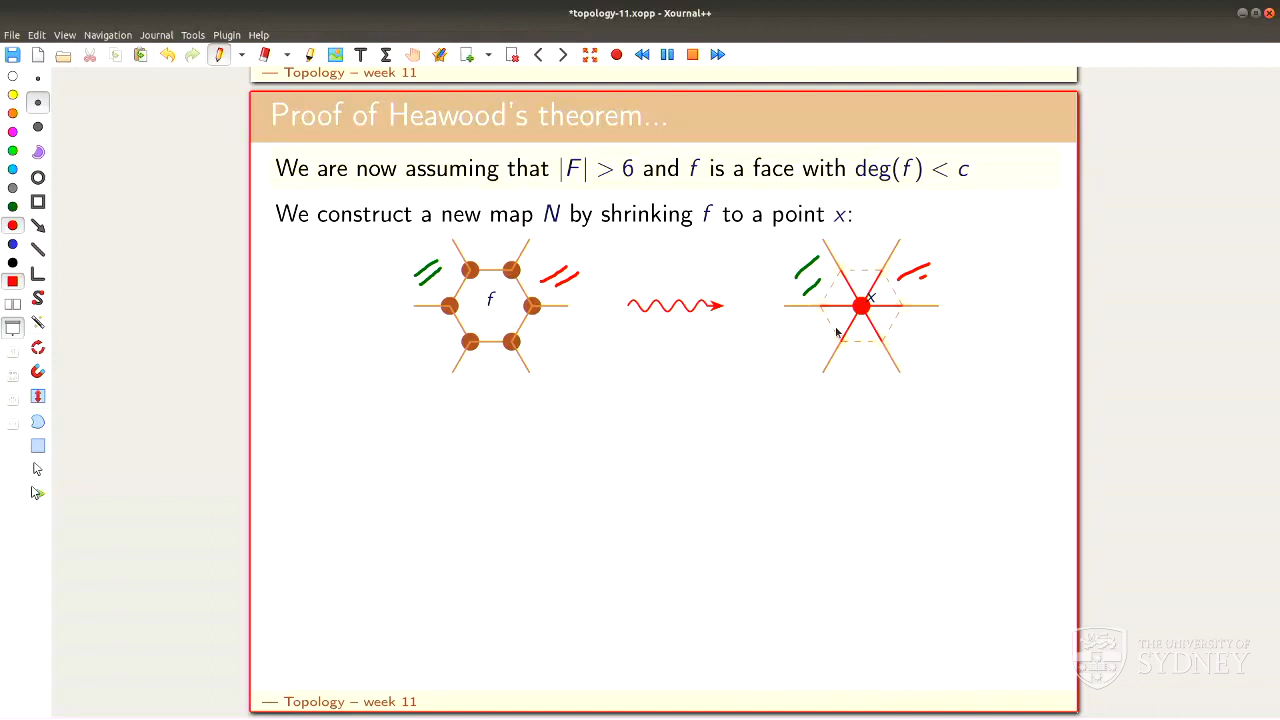 *topology-11.xopp - Xournal++
File Edit View Navigation Journal Tools Plugin Help
— Topology – week 11
Proof of Heawood's theorem...
We are now assuming that |F| > 6 and f is a face with deg(f) < c
We construct a new map N by shrinking f to a point x:
f
x
THE UNIVERSITY OF
SYDNEY
— Topology – week 11